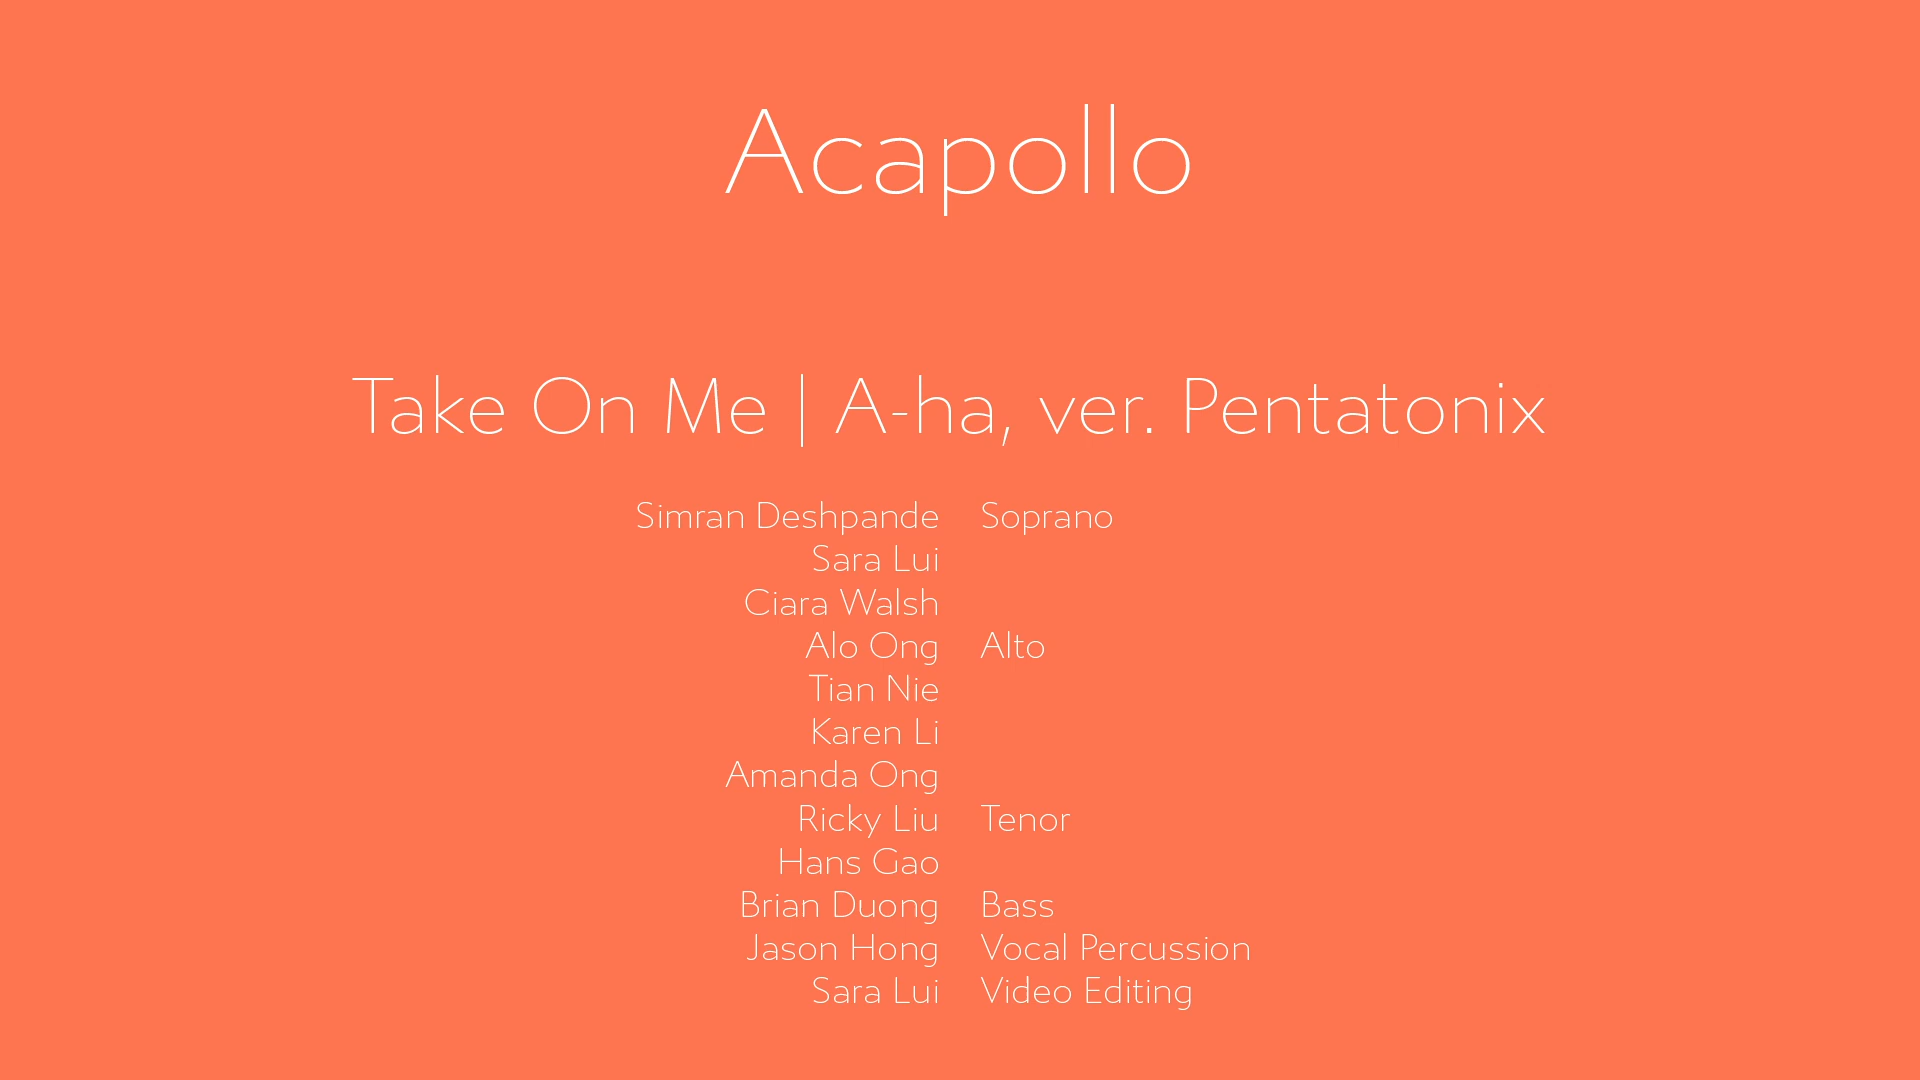 Acapollo
Take On Me | A-ha, ver. Pentatonix
Simran Deshpande Soprano
Sara Lui
Ciara Walsh
Alo Ong Alto
Tian Nie
Karen Li
Amanda Ong
Ricky Liu Tenor
Hans Gao
Brian Duong Bass
Jason Hong Vocal Percussion
Sara Lui Video Editing